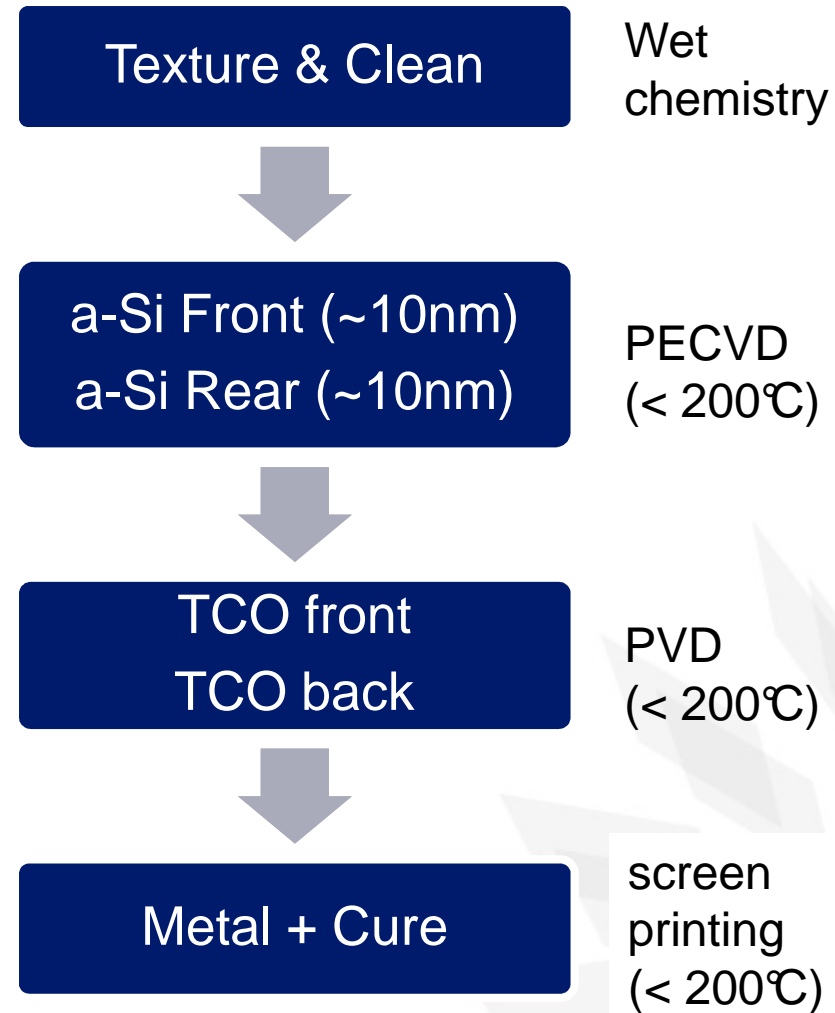 Texture & Clean
Wet
chemistry
a-Si Front (~10nm)
a-Si Rear (~10nm)
PECVD
(< 200°C)
TCO front
TCO back
PVD
(< 200°C)
Metal + Cure
screen
printing
(< 200°C)